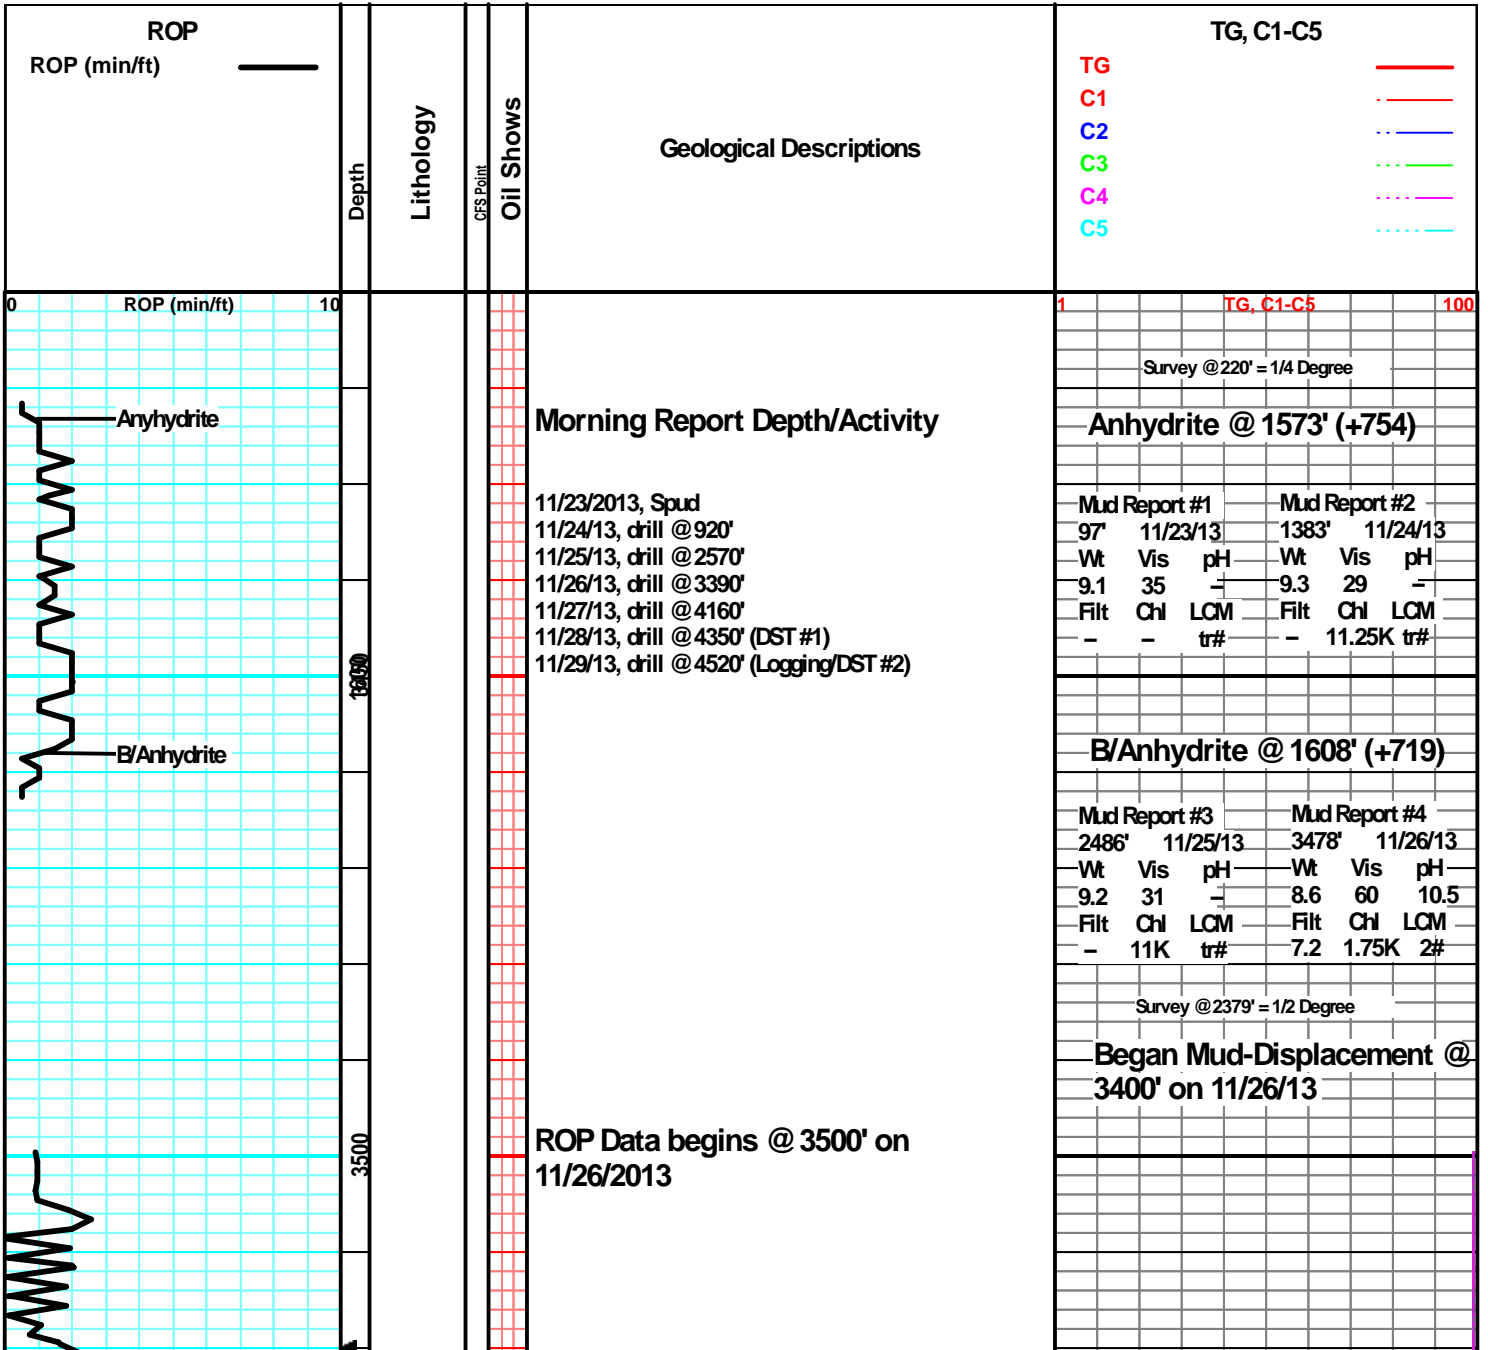 ROP
ROP (min/ft)
Depth
Lithology
CFS Point
Oil Shows
Geological Descriptions
TG, C1-C5
TG
C1
C2
C3
C4
C5
0 ROP (min/ft) 10
1 TG, C1-C5 100
Survey @ 220' = 1/4 Degree
Anyhydrite
Morning Report Depth/Activity
Anhydrite @ 1573' (+754)
11/23/2013, Spud
11/24/13, drill @ 920'
11/25/13, drill @ 2570'
11/26/13, drill @ 3390'
11/27/13, drill @ 4160'
11/28/13, drill @ 4350' (DST #1)
11/29/13, drill @ 4520' (Logging/DST #2)
Mud Report #1
97' 11/23/13
Wt Vis pH
9.1 35 –
Filt Chl LCM
– – tr#
Mud Report #2
1383' 11/24/13
Wt Vis pH
9.3 29 –
Filt Chl LCM
– 11.25K tr#
B/Anhydrite
B/Anhydrite @ 1608' (+719)
Mud Report #3
2486' 11/25/13
Wt Vis pH
9.2 31 –
Filt Chl LCM
– 11K tr#
Mud Report #4
3478' 11/26/13
Wt Vis pH
8.6 60 10.5
Filt Chl LCM
7.2 1.75K 2#
Survey @ 2379' = 1/2 Degree
Began Mud-Displacement @
3400' on 11/26/13
3500
ROP Data begins @ 3500' on
11/26/2013